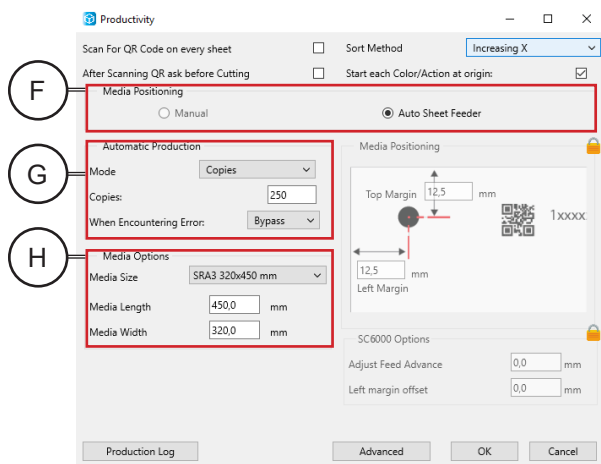 Productivity
Scan For QR Code on every sheet
Sort Method Increasing X
After Scanning QR ask before Cutting
Start each Color/Action at origin:
F
Media Positioning
Manual Auto Sheet Feeder
G
Automatic Production
Mode Copies
Copies: 250
When Encountering Error: Bypass
H
Media Options
Media Size SRA3 320x450 mm
Media Length 450,0 mm
Media Width 320,0 mm
Media Positioning
Top Margin 12,5 mm
1xxxx
12,5 mm
Left Margin
SC6000 Options
Adjust Feed Advance 0,0 mm
Left margin offset 0,0 mm
Production Log Advanced OK Cancel